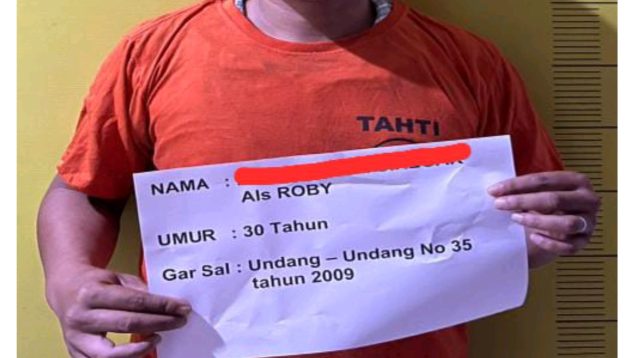 TAHTI
NAMA :
Als ROBY
UMUR : 30 Tahun
Gar Sal : Undang – Undang No 35
tahun 2009